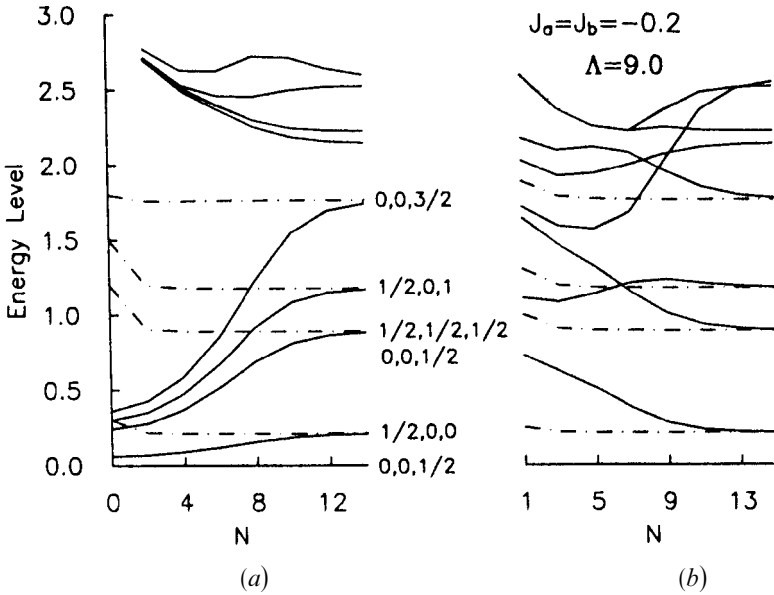 3.0
2.5
2.0
1.5
1.0
0.5
0.0
Energy Level
0 4 8 12
N
0,0,3/2
1/2,0,1
1/2,1/2,1/2
0,0,1/2
1/2,0,0
0,0,1/2
(a)
Ja=Jb=−0.2
Λ=9.0
1 5 9 13
N
(b)